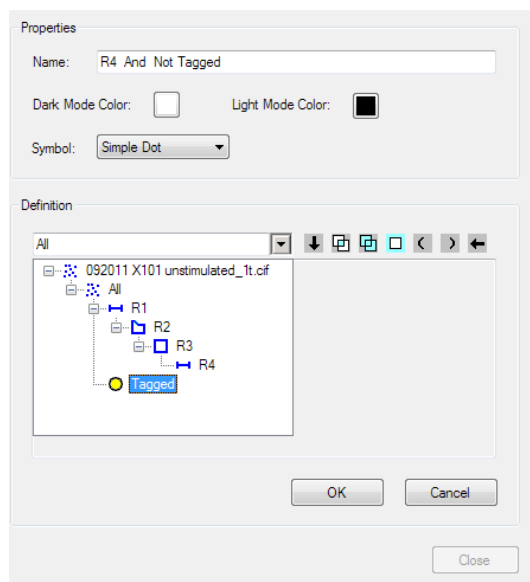 Properties
Name: R4 And Not Tagged
Dark Mode Color: Light Mode Color:
Symbol: Simple Dot
Definition
All
092011 X101 unstimulated_1t.cif
All
R1
R2
R3
R4
Tagged
OK Cancel
Close